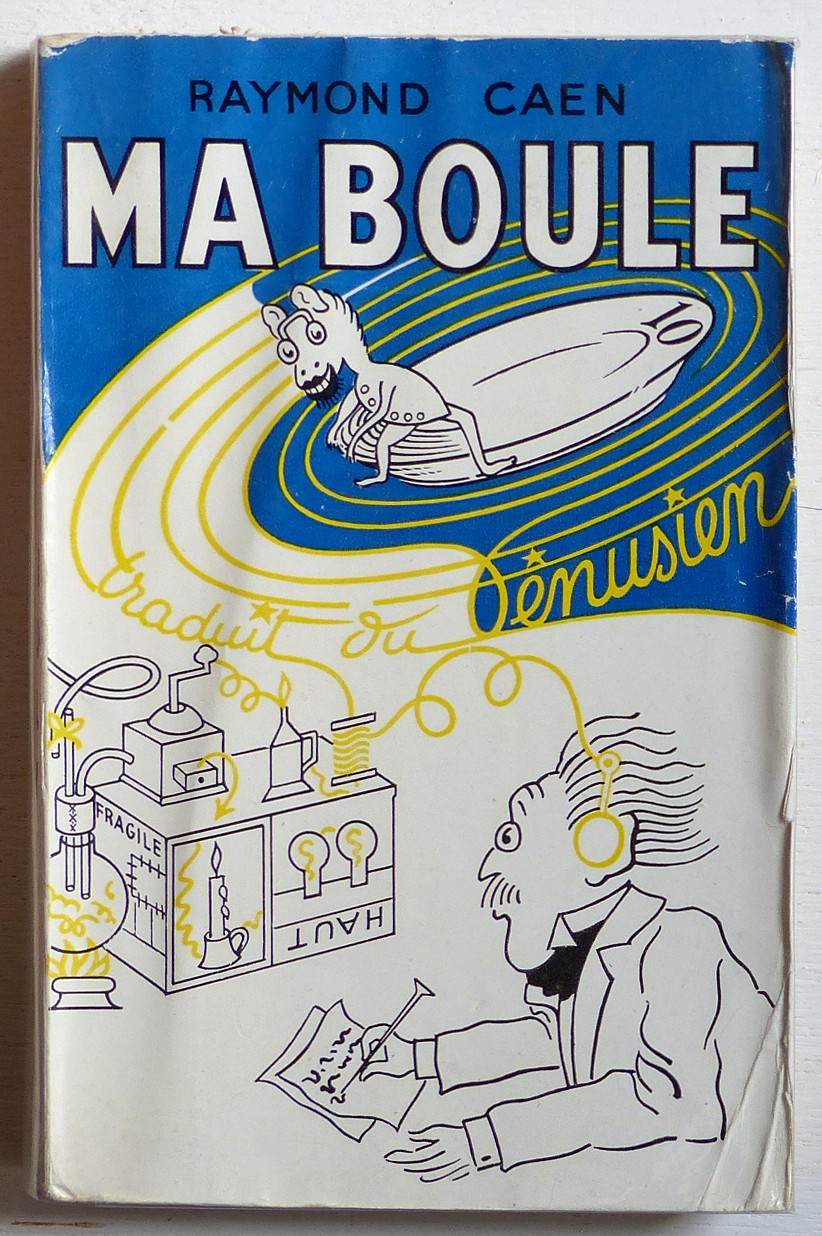 RAYMOND CAEN
MA BOULE
10
traduit du Vénusien
FRAGILE
HAUT